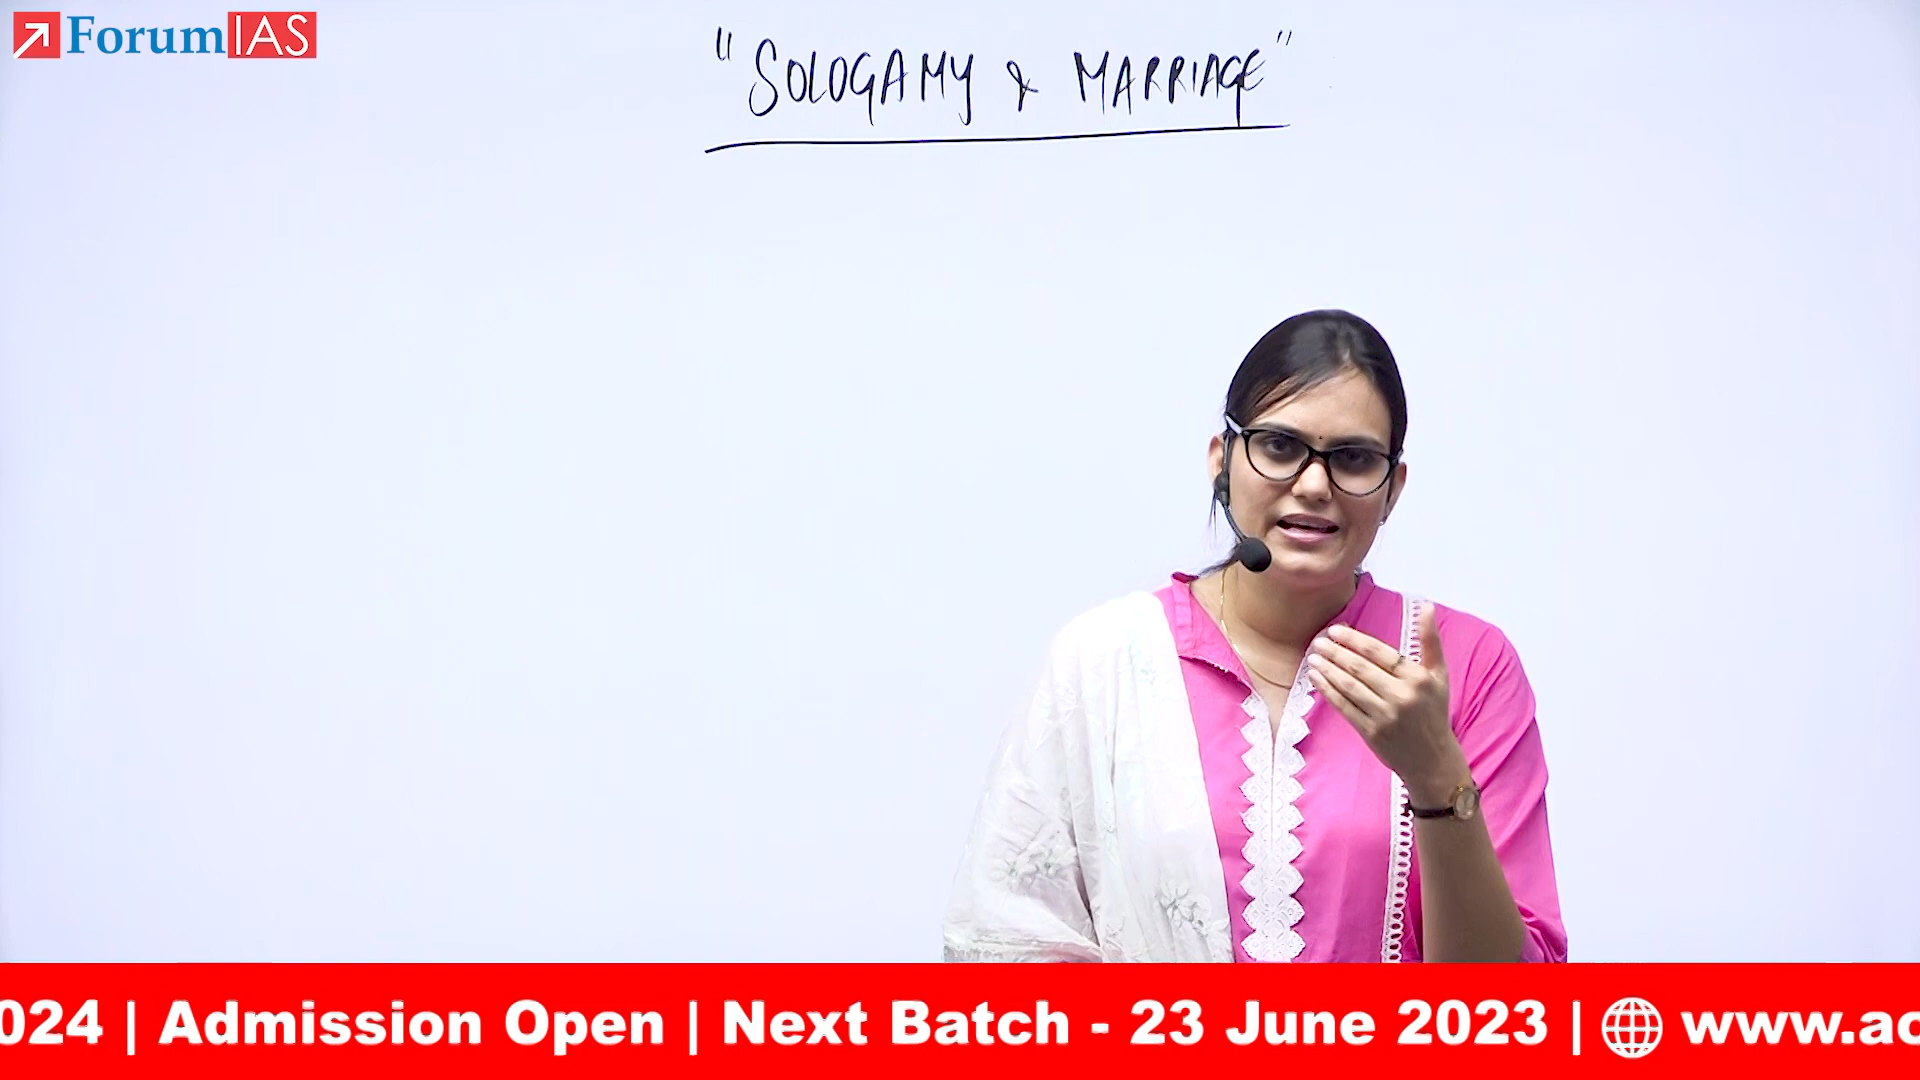 ForumIAS
"SOLOGAMY & MARRIAGE"
024 | Admission Open | Next Batch - 23 June 2023 | www.ac